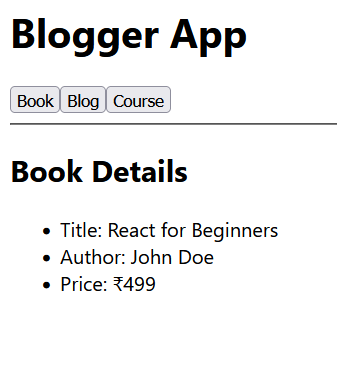 Blogger App
Book Blog Course
Book Details
• Title: React for Beginners
• Author: John Doe
• Price: ₹499